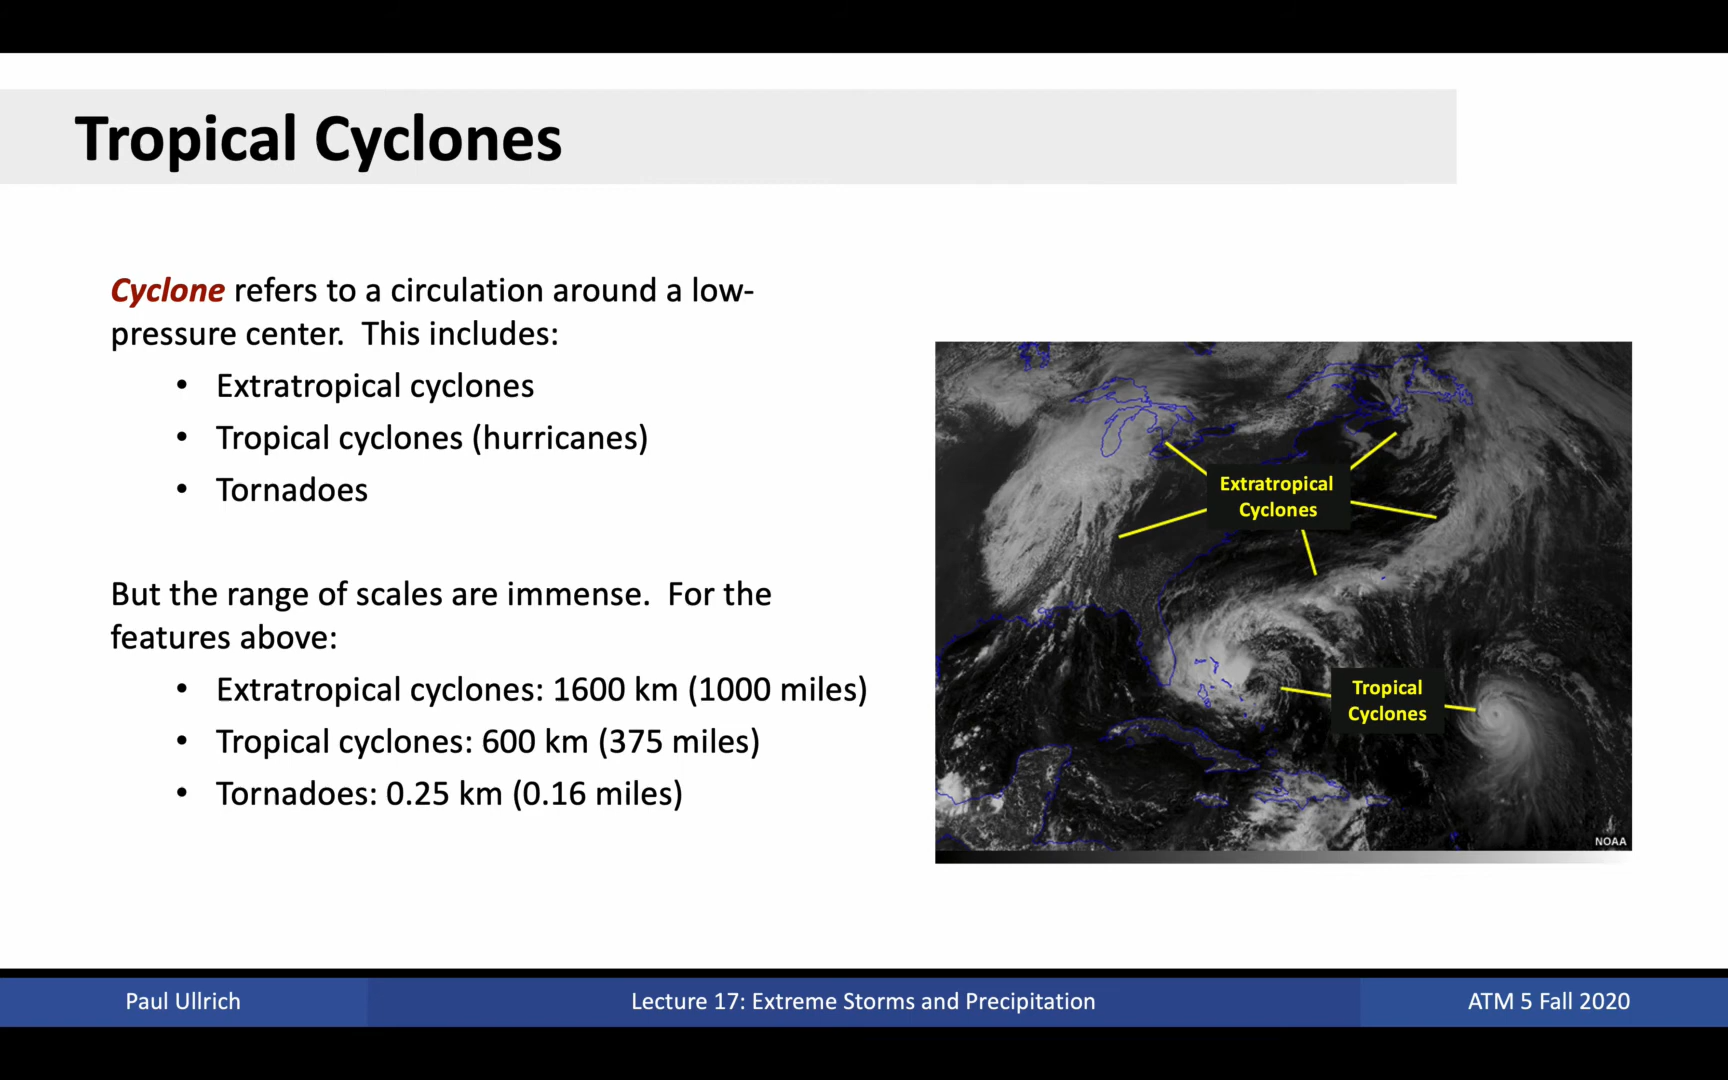 Tropical Cyclones
Cyclone refers to a circulation around a low-
pressure center.  This includes:
• Extratropical cyclones
• Tropical cyclones (hurricanes)
• Tornadoes
But the range of scales are immense.  For the
features above:
• Extratropical cyclones: 1600 km (1000 miles)
• Tropical cyclones: 600 km (375 miles)
• Tornadoes: 0.25 km (0.16 miles)
Extratropical
Cyclones
Tropical
Cyclones
NOAA
Paul Ullrich
Lecture 17: Extreme Storms and Precipitation
ATM 5 Fall 2020